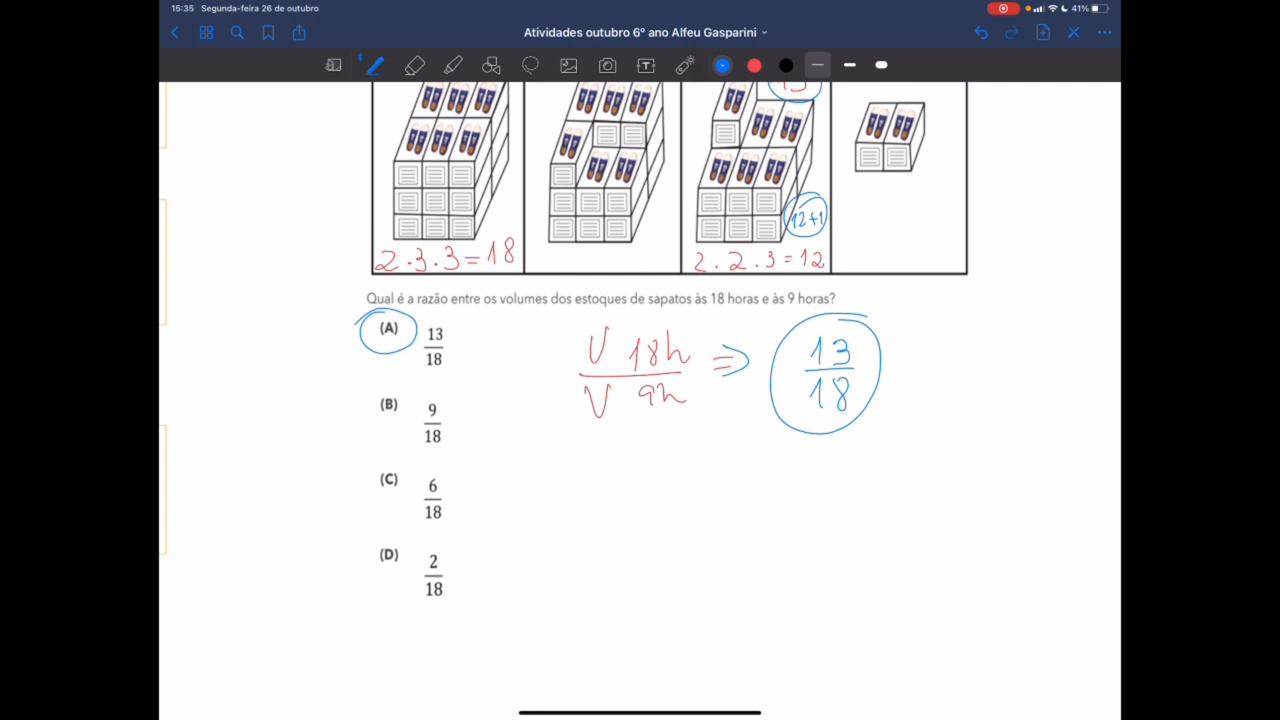 15:35 Segunda-feira 26 de outubro
41%
Atividades outubro 6º ano Alfeu Gasparini
T
13
12+1
2.3.3=18
2.2.3=12
Qual é a razão entre os volumes dos estoques de sapatos às 18 horas e às 9 horas?
(A) 13/18
V 18h / V 9h => 13/18
(B) 9/18
(C) 6/18
(D) 2/18